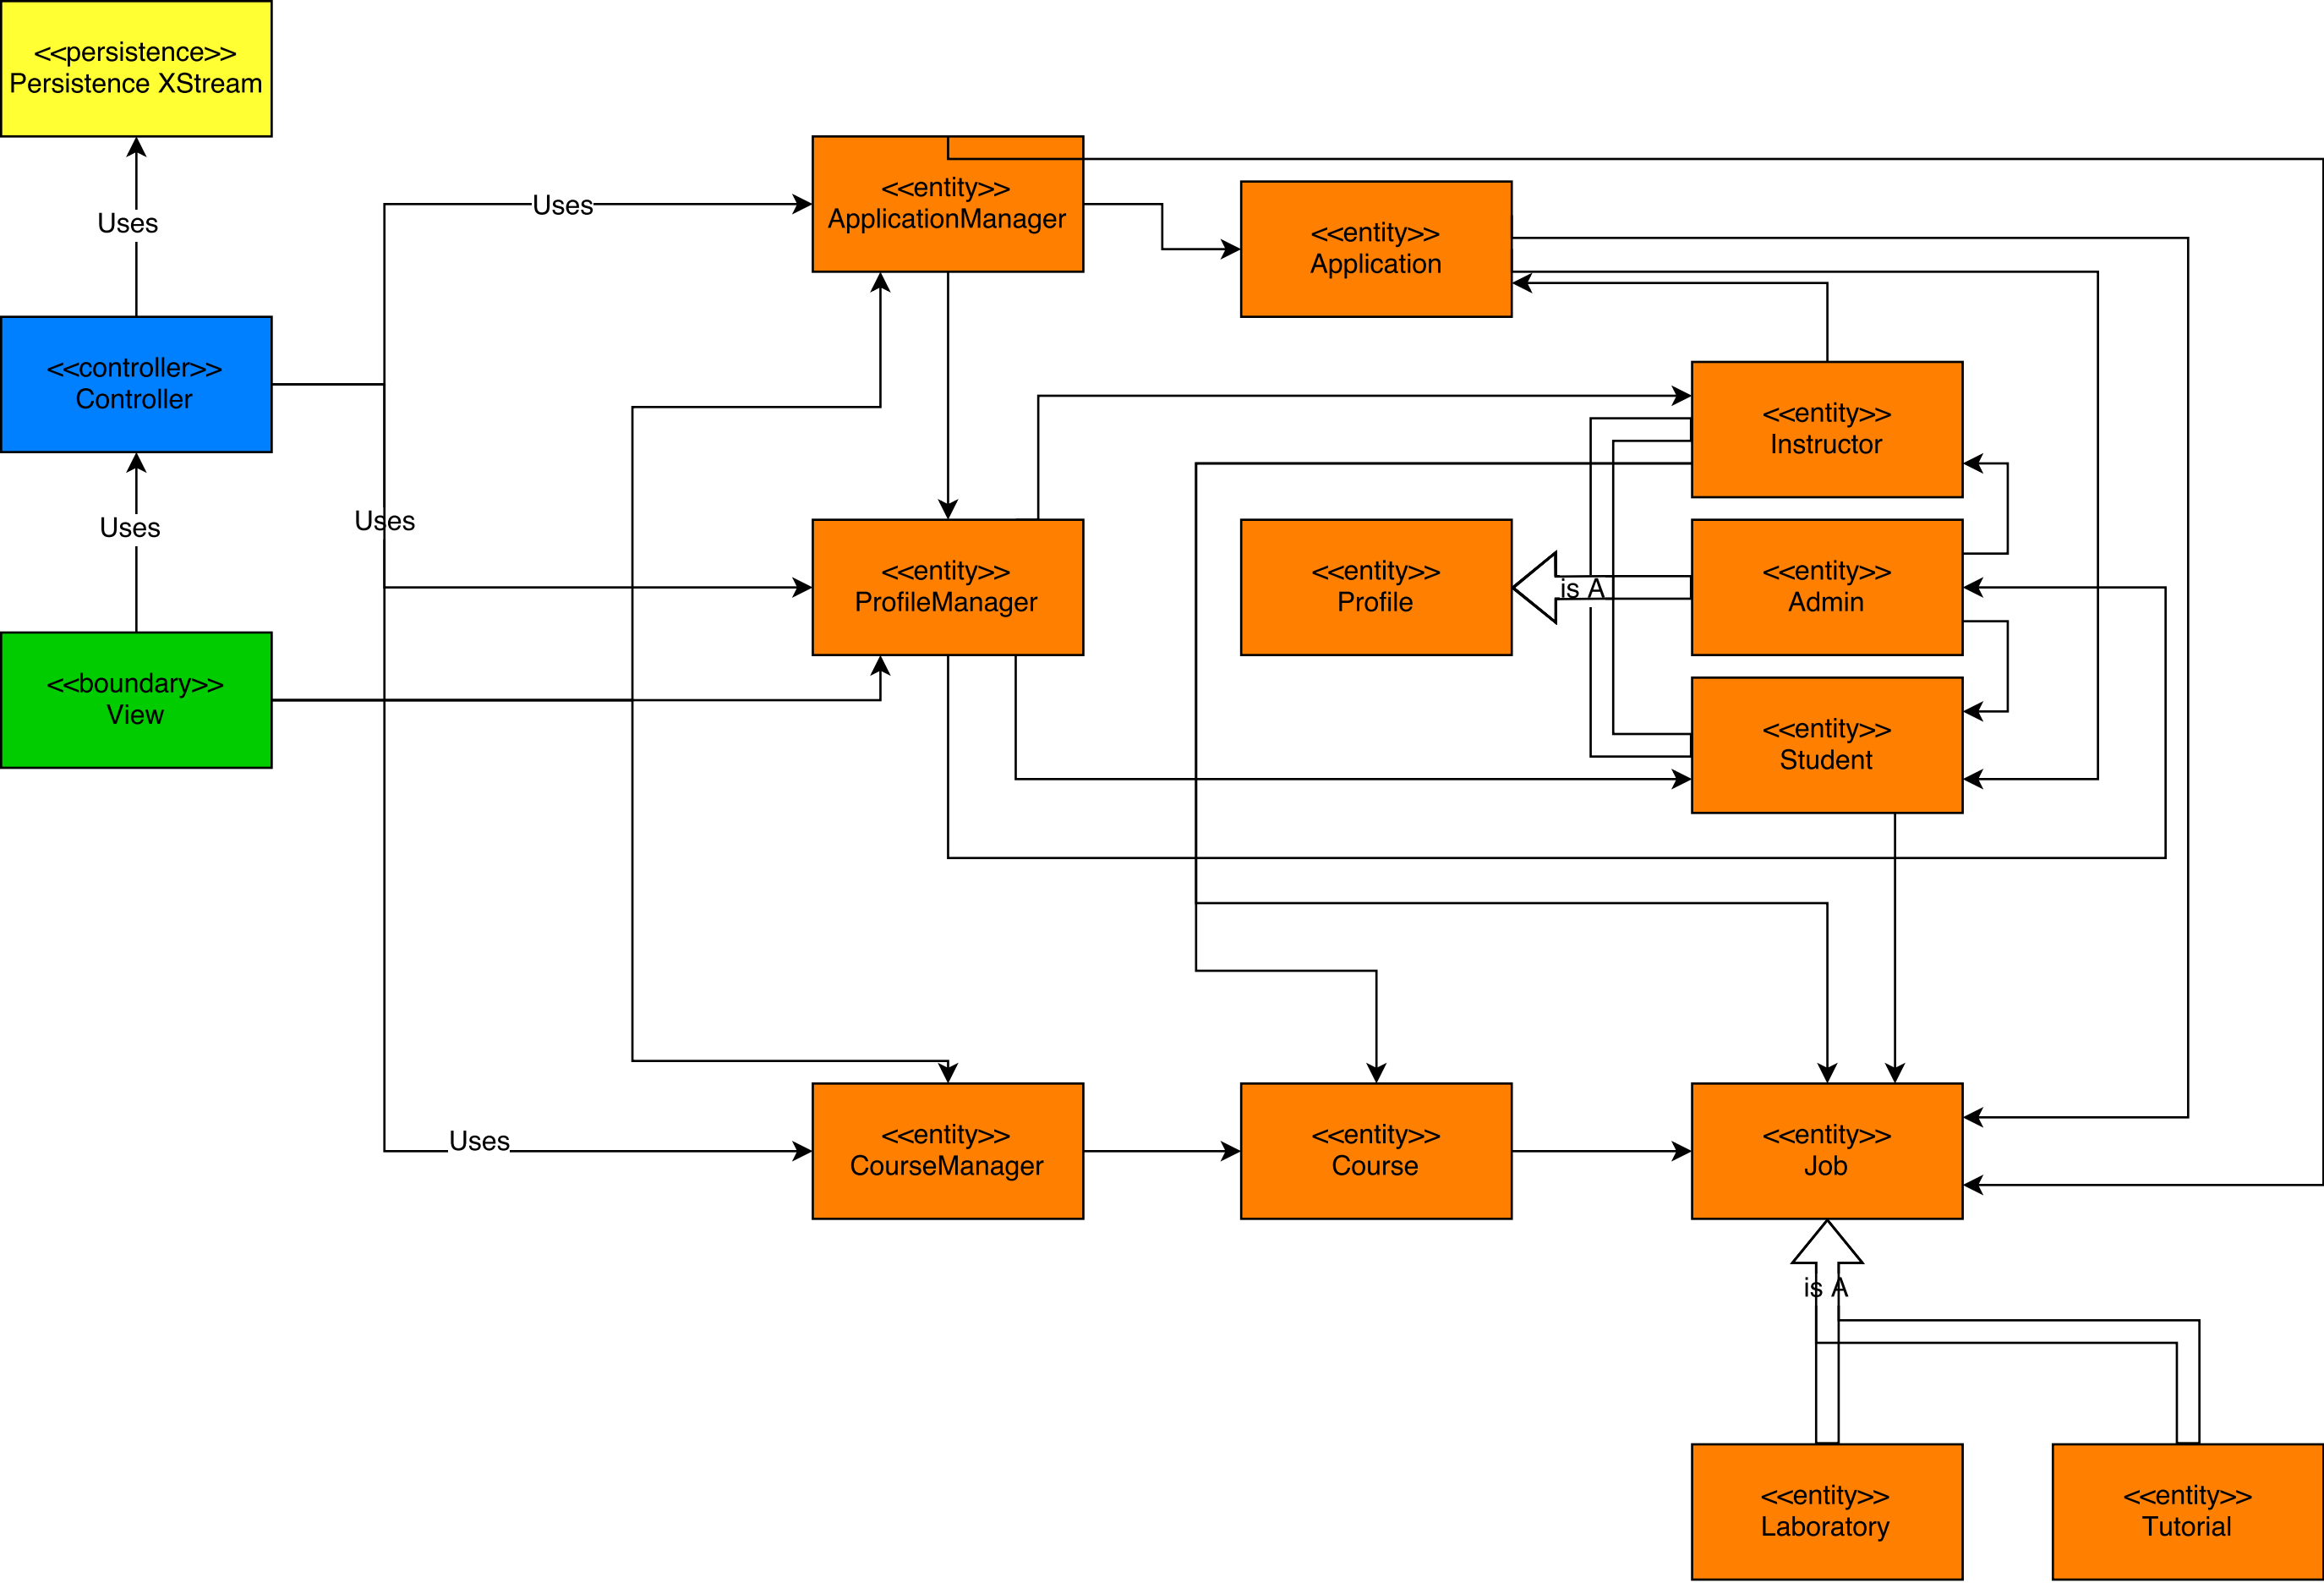 <<persistence>>
Persistence XStream
Uses
<<controller>>
Controller
Uses
<<boundary>>
View
Uses
Uses
Uses
<<entity>>
ApplicationManager
<<entity>>
Application
<<entity>>
Instructor
<<entity>>
ProfileManager
<<entity>>
Profile
is A
<<entity>>
Admin
<<entity>>
Student
<<entity>>
CourseManager
<<entity>>
Course
<<entity>>
Job
is A
<<entity>>
Laboratory
<<entity>>
Tutorial